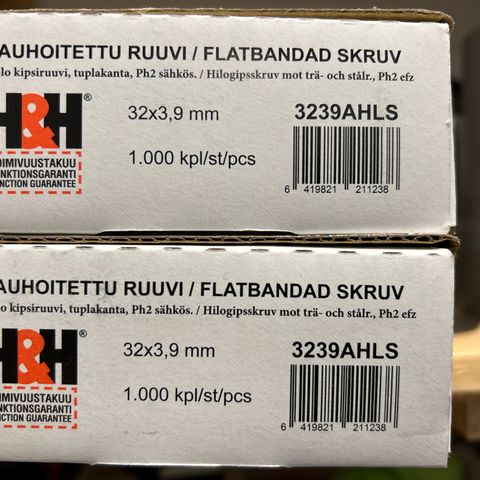 AUHOITETTU RUUVI / FLATBANDAD SKRUV
lo kipsiruuvi, tuplakanta, Ph2 sähkös. / Hilogipsskruv mot trä- och stålr., Ph2 efz
H&H®
OIMIVUUSTAKUU
NKTIONSGARANTI
NCTION GUARANTEE
32x3,9 mm
1.000 kpl/st/pcs
3239AHLS
6 419821 211238
AUHOITETTU RUUVI / FLATBANDAD SKRUV
lo kipsiruuvi, tuplakanta, Ph2 sähkös. / Hilogipsskruv mot trä- och stålr., Ph2 efz
H&H®
IMIVUUSTAKUU
NKTIONSGARANTI
NCTION GUARANTEE
32x3,9 mm
1.000 kpl/st/pcs
3239AHLS
6 419821 211238